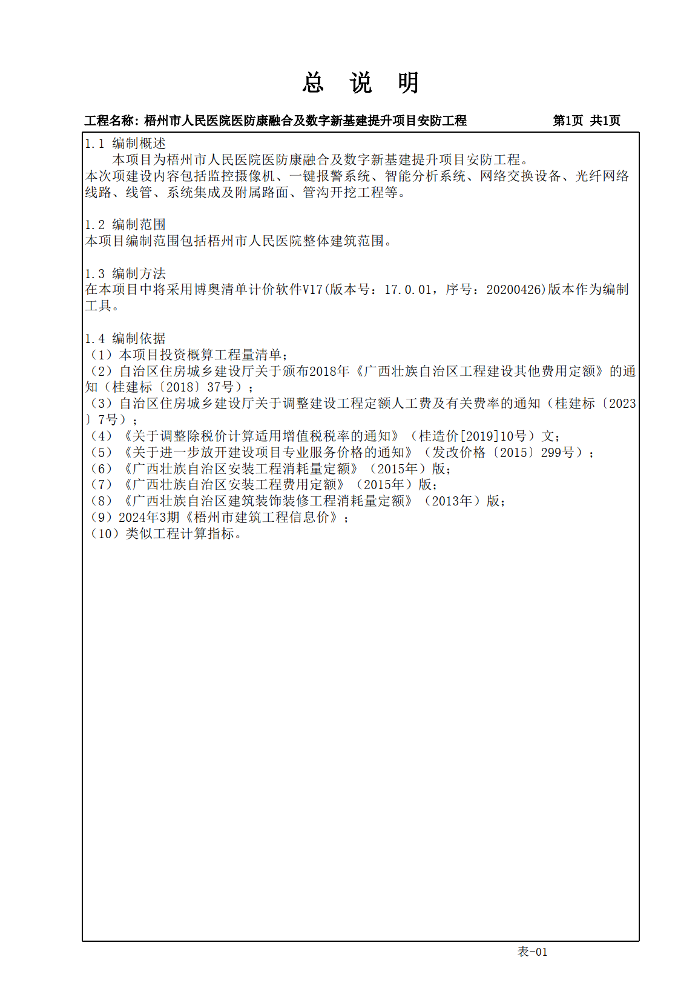 总 说 明
工程名称：梧州市人民医院医防康融合及数字新基建提升项目安防工程 第1页 共1页
1.1 编制概述
本项目为梧州市人民医院医防康融合及数字新基建提升项目安防工程。
本次项建设内容包括监控摄像机、一键报警系统、智能分析系统、网络交换设备、光纤网络
线路、线管、系统集成及附属路面、管沟开挖工程等。
1.2 编制范围
本项目编制范围包括梧州市人民医院整体建筑范围。
1.3 编制方法
在本项目中将采用博奥清单计价软件V17(版本号：17.0.01，序号：20200426)版本作为编制
工具。
1.4 编制依据
（1）本项目投资概算工程量清单；
（2）自治区住房城乡建设厅关于颁布2018年《广西壮族自治区工程建设其他费用定额》的通
知（桂建标〔2018〕37号）；
（3）自治区住房城乡建设厅关于调整建设工程定额人工费及有关费率的通知（桂建标〔2023
〕7号）；
（4）《关于调整除税价计算适用增值税税率的通知》（桂造价[2019]10号）文；
（5）《关于进一步放开建设项目专业服务价格的通知》（发改价格〔2015〕299号）；
（6）《广西壮族自治区安装工程消耗量定额》（2015年）版；
（7）《广西壮族自治区安装工程费用定额》（2015年）版；
（8）《广西壮族自治区建筑装饰装修工程消耗量定额》（2013年）版；
（9）2024年3期《梧州市建筑工程信息价》；
（10）类似工程计算指标。
表-01